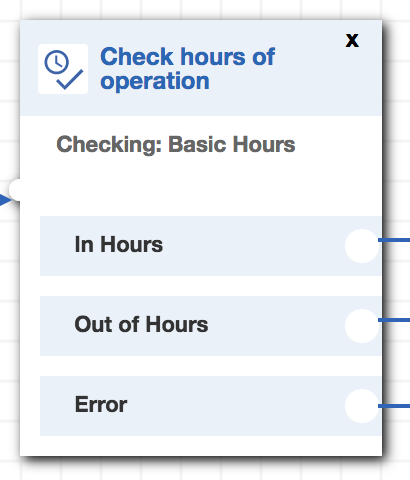 Check hours of
operation
x
Checking: Basic Hours
In Hours
Out of Hours
Error